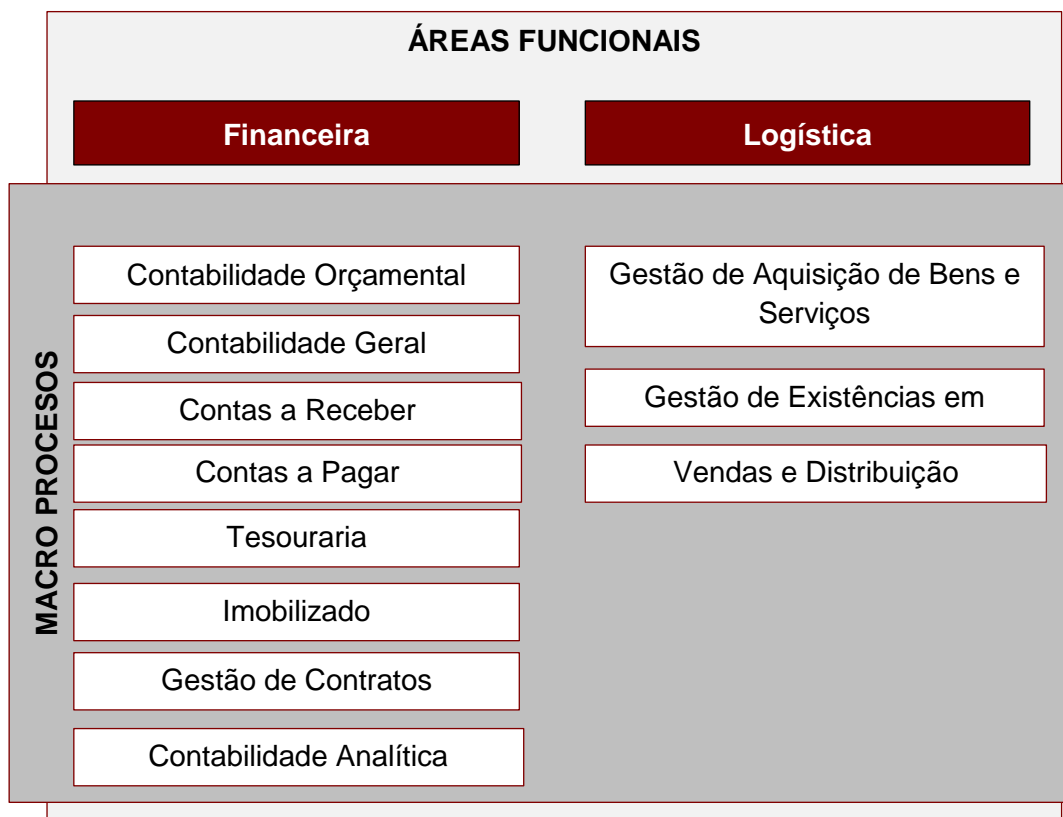 ÁREAS FUNCIONAIS
Financeira
Logística
MACRO PROCESOS
Contabilidade Orçamental
Contabilidade Geral
Contas a Receber
Contas a Pagar
Tesouraria
Imobilizado
Gestão de Contratos
Contabilidade Analítica
Gestão de Aquisição de Bens e
Serviços
Gestão de Existências em
Vendas e Distribuição